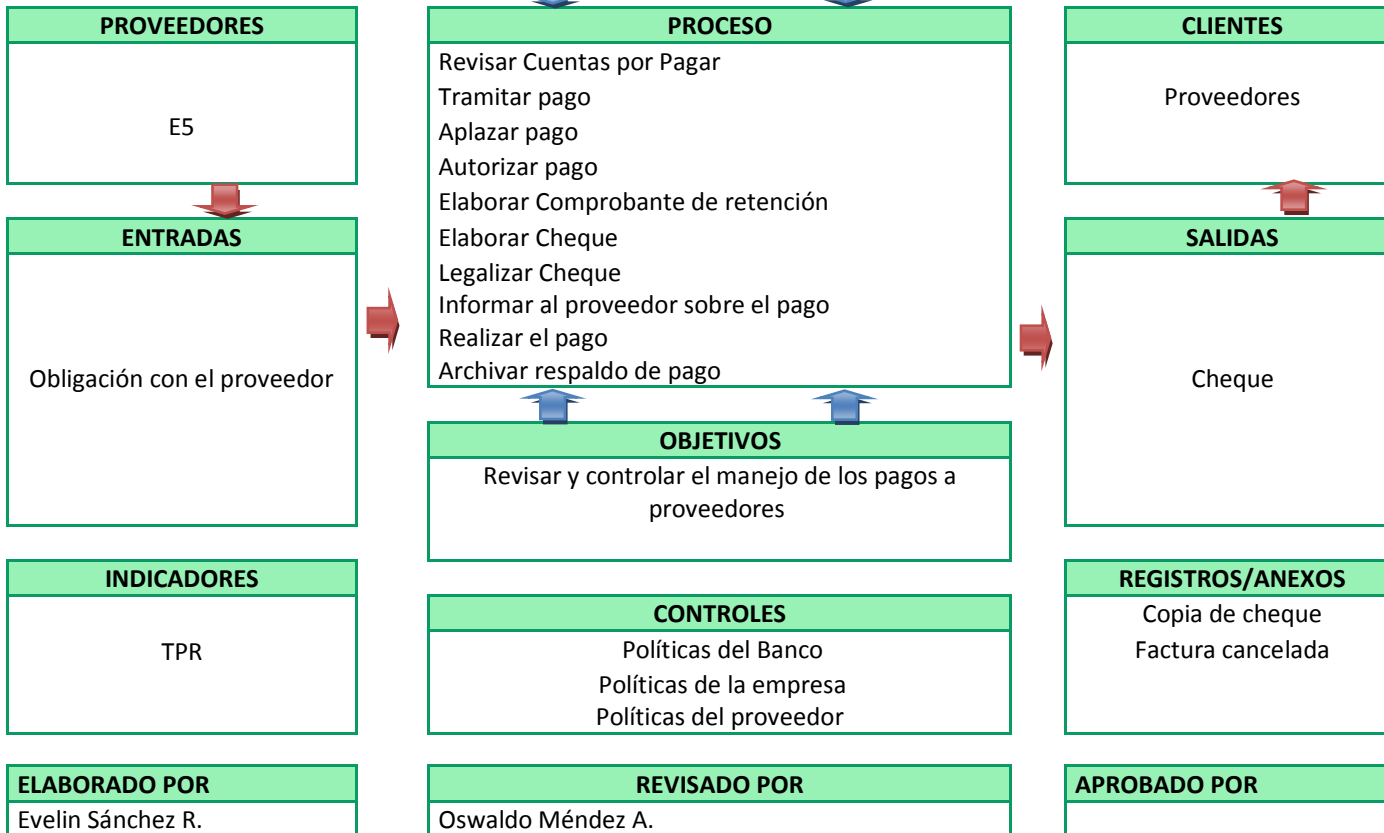 PROVEEDORES
E5
ENTRADAS
Obligación con el proveedor
PROCESO
Revisar Cuentas por Pagar
Tramitar pago
Aplazar pago
Autorizar pago
Elaborar Comprobante de retención
Elaborar Cheque
Legalizar Cheque
Informar al proveedor sobre el pago
Realizar el pago
Archivar respaldo de pago
CLIENTES
Proveedores
SALIDAS
Cheque
OBJETIVOS
Revisar y controlar el manejo de los pagos a
proveedores
INDICADORES
TPR
CONTROLES
Políticas del Banco
Políticas de la empresa
Políticas del proveedor
REGISTROS/ANEXOS
Copia de cheque
Factura cancelada
ELABORADO POR
Evelin Sánchez R.
REVISADO POR
Oswaldo Méndez A.
APROBADO POR